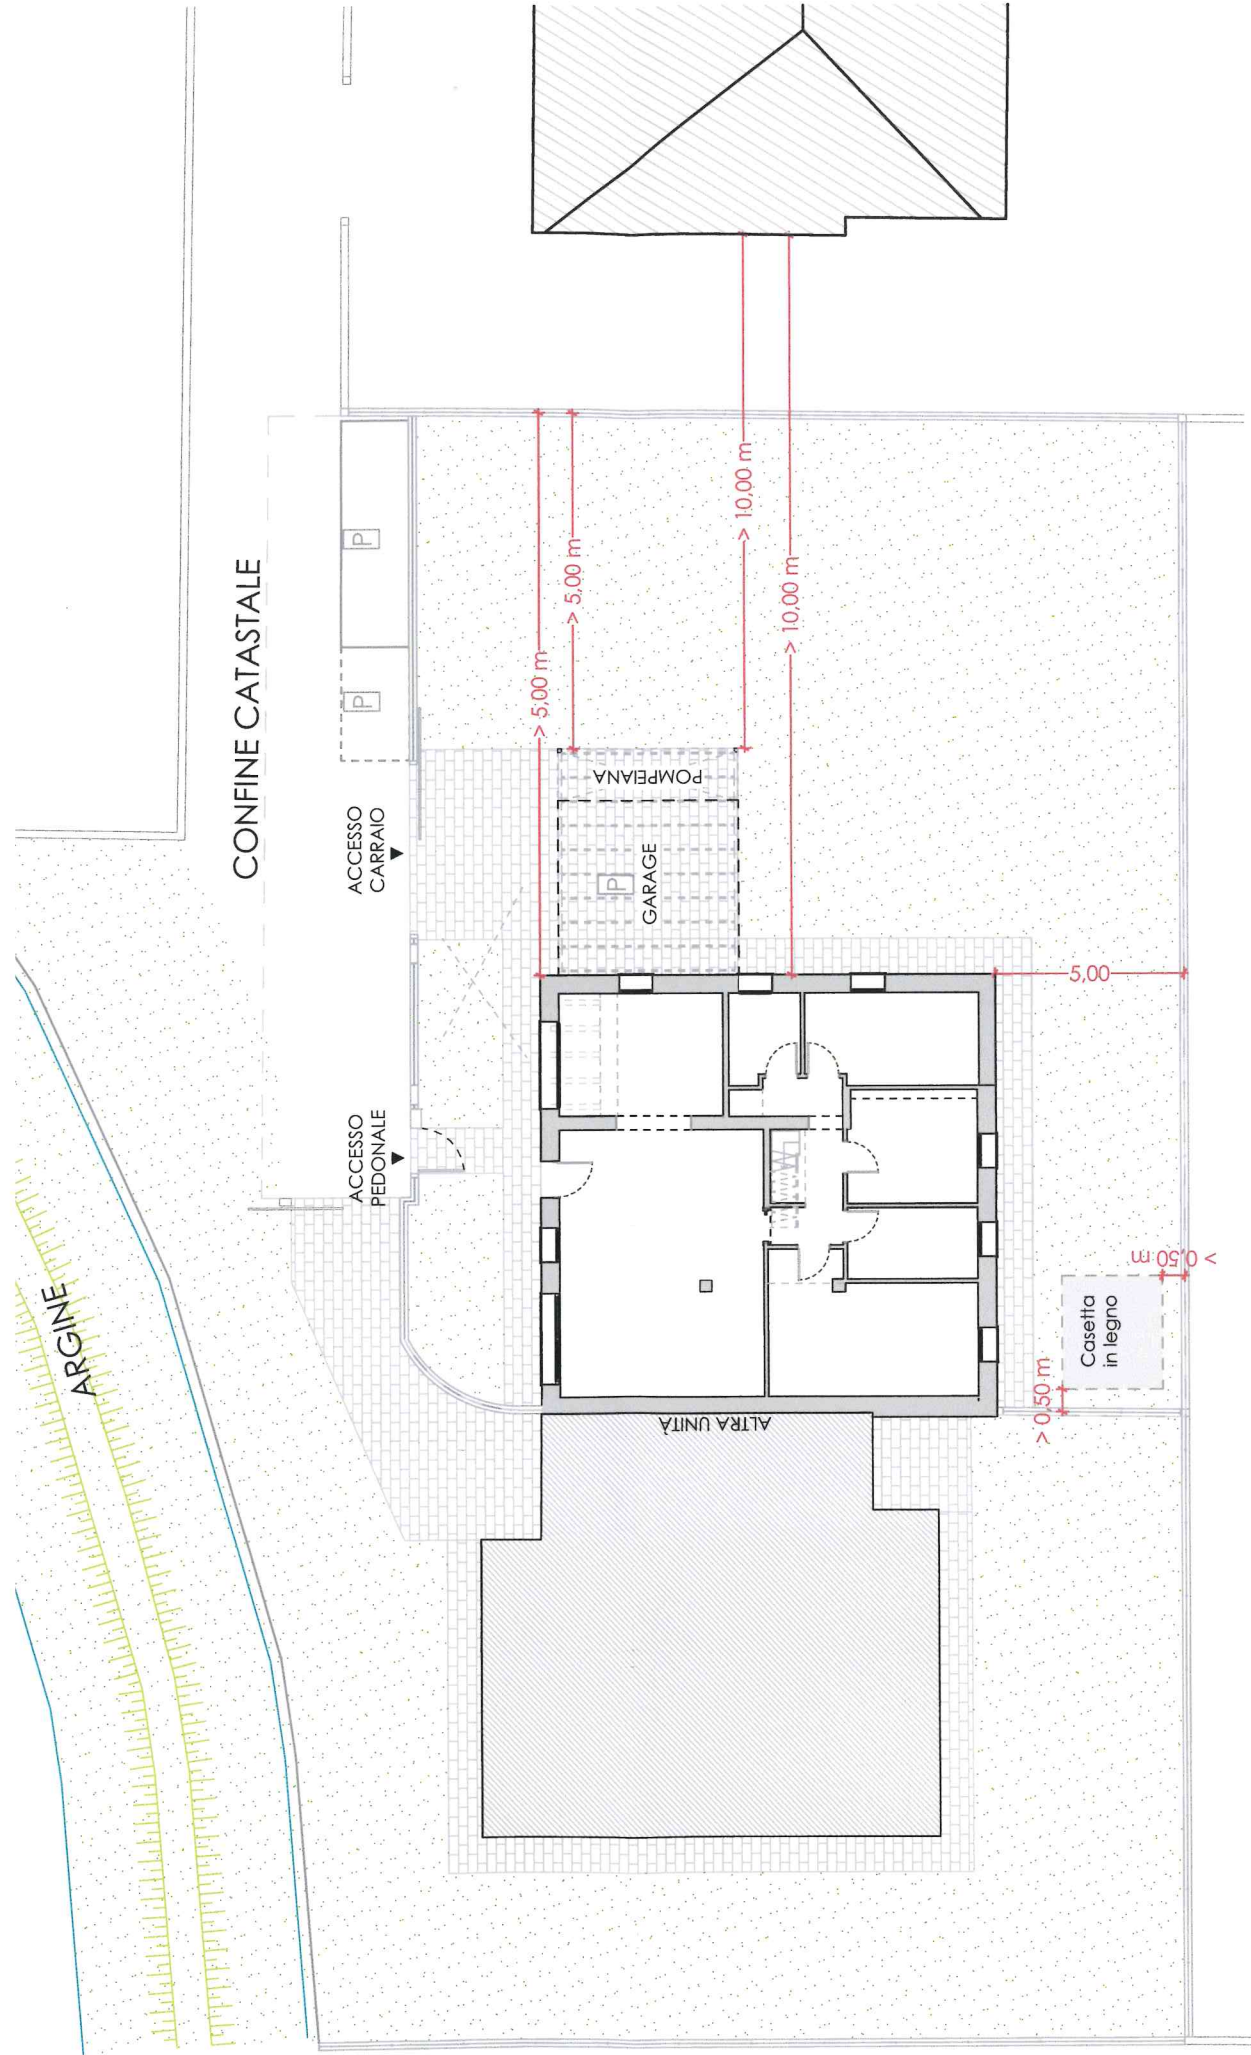 CONFINE CATASTALE
P
P
ACCESSO
CARRAIO
ACCESSO
PEDONALE
ARGINE
> 5,00 m
> 5,00 m
> 10,00 m
> 10,00 m
POMPEIANA
P
GARAGE
5,00
ALTRA UNITÀ
Casetta
in legno
> 0,50 m
> 0,50 m